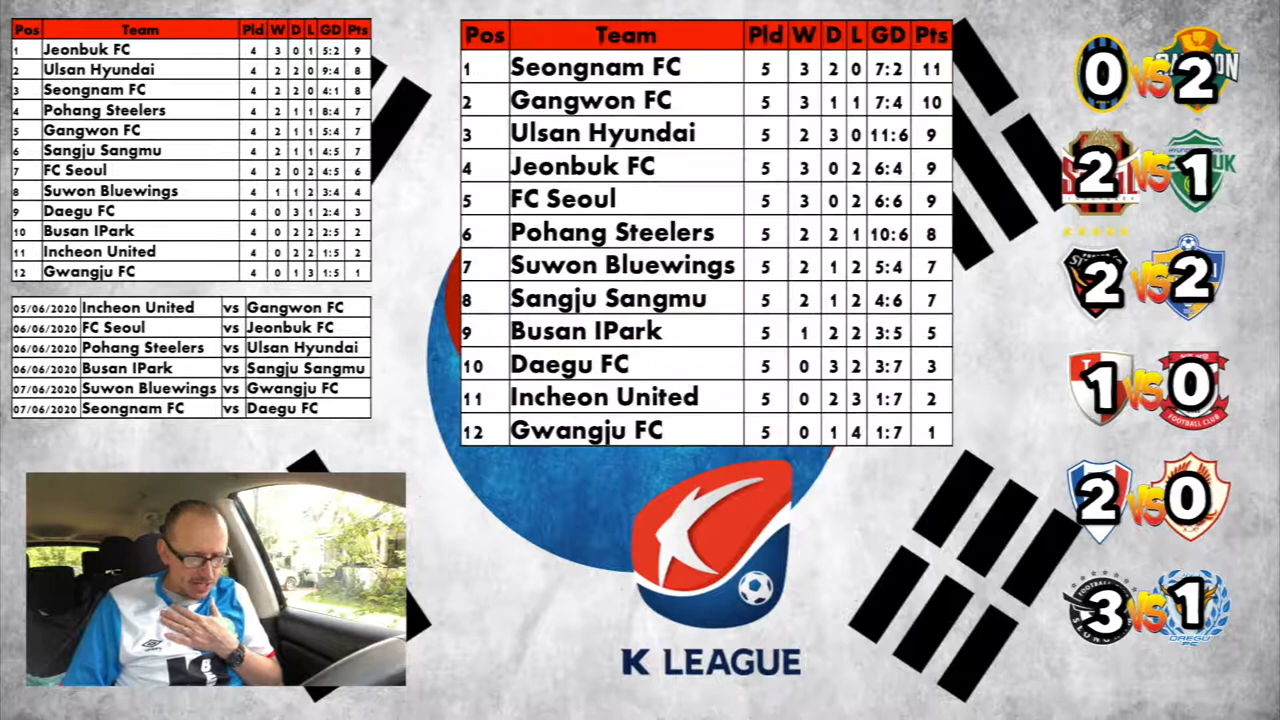 Pos Team Pld W D L GD Pts
1 Jeonbuk FC 4 3 0 1 5:2 9
2 Ulsan Hyundai 4 2 2 0 9:4 8
3 Seongnam FC 4 2 2 0 4:1 8
4 Pohang Steelers 4 2 1 1 8:4 7
5 Gangwon FC 4 2 1 1 5:4 7
6 Sangju Sangmu 4 2 1 1 4:5 7
7 FC Seoul 4 2 0 2 4:5 6
8 Suwon Bluewings 4 1 1 2 3:4 4
9 Daegu FC 4 0 3 1 2:4 3
10 Busan IPark 4 0 2 2 2:5 2
11 Incheon United 4 0 2 2 1:5 2
12 Gwangju FC 4 0 1 3 1:5 1
05/06/2020 Incheon United vs Gangwon FC
06/06/2020 FC Seoul vs Jeonbuk FC
06/06/2020 Pohang Steelers vs Ulsan Hyundai
06/06/2020 Busan IPark vs Sangju Sangmu
07/06/2020 Suwon Bluewings vs Gwangju FC
07/06/2020 Seongnam FC vs Daegu FC
Pos Team Pld W D L GD Pts
1 Seongnam FC 5 3 2 0 7:2 11
2 Gangwon FC 5 3 1 1 7:4 10
3 Ulsan Hyundai 5 2 3 0 11:6 9
4 Jeonbuk FC 5 3 0 2 6:4 9
5 FC Seoul 5 3 0 2 6:6 9
6 Pohang Steelers 5 2 2 1 10:6 8
7 Suwon Bluewings 5 2 1 2 5:4 7
8 Sangju Sangmu 5 2 1 2 4:6 7
9 Busan IPark 5 1 2 2 3:5 5
10 Daegu FC 5 0 3 2 3:7 3
11 Incheon United 5 0 2 3 1:7 2
12 Gwangju FC 5 0 1 4 1:7 1
K LEAGUE
0 VS 2
2 VS 1
2 VS 2
1 VS 0
FOOTBALL CLUB
2 VS 0
3 VS 1
DAEGU FC